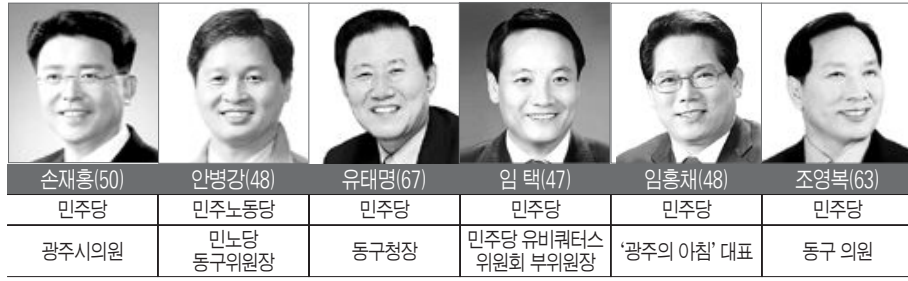 손재홍(50) 안병강(48) 유태명(67) 임 택(47) 임홍채(48) 조영복(63)
민주당 민주노동당 민주당 민주당 민주당 민주당
광주시의원 민노당 동구위원장 동구청장 민주당 유비쿼터스 위원회 부위원장 ‘광주의 아침’ 대표 동구 의원